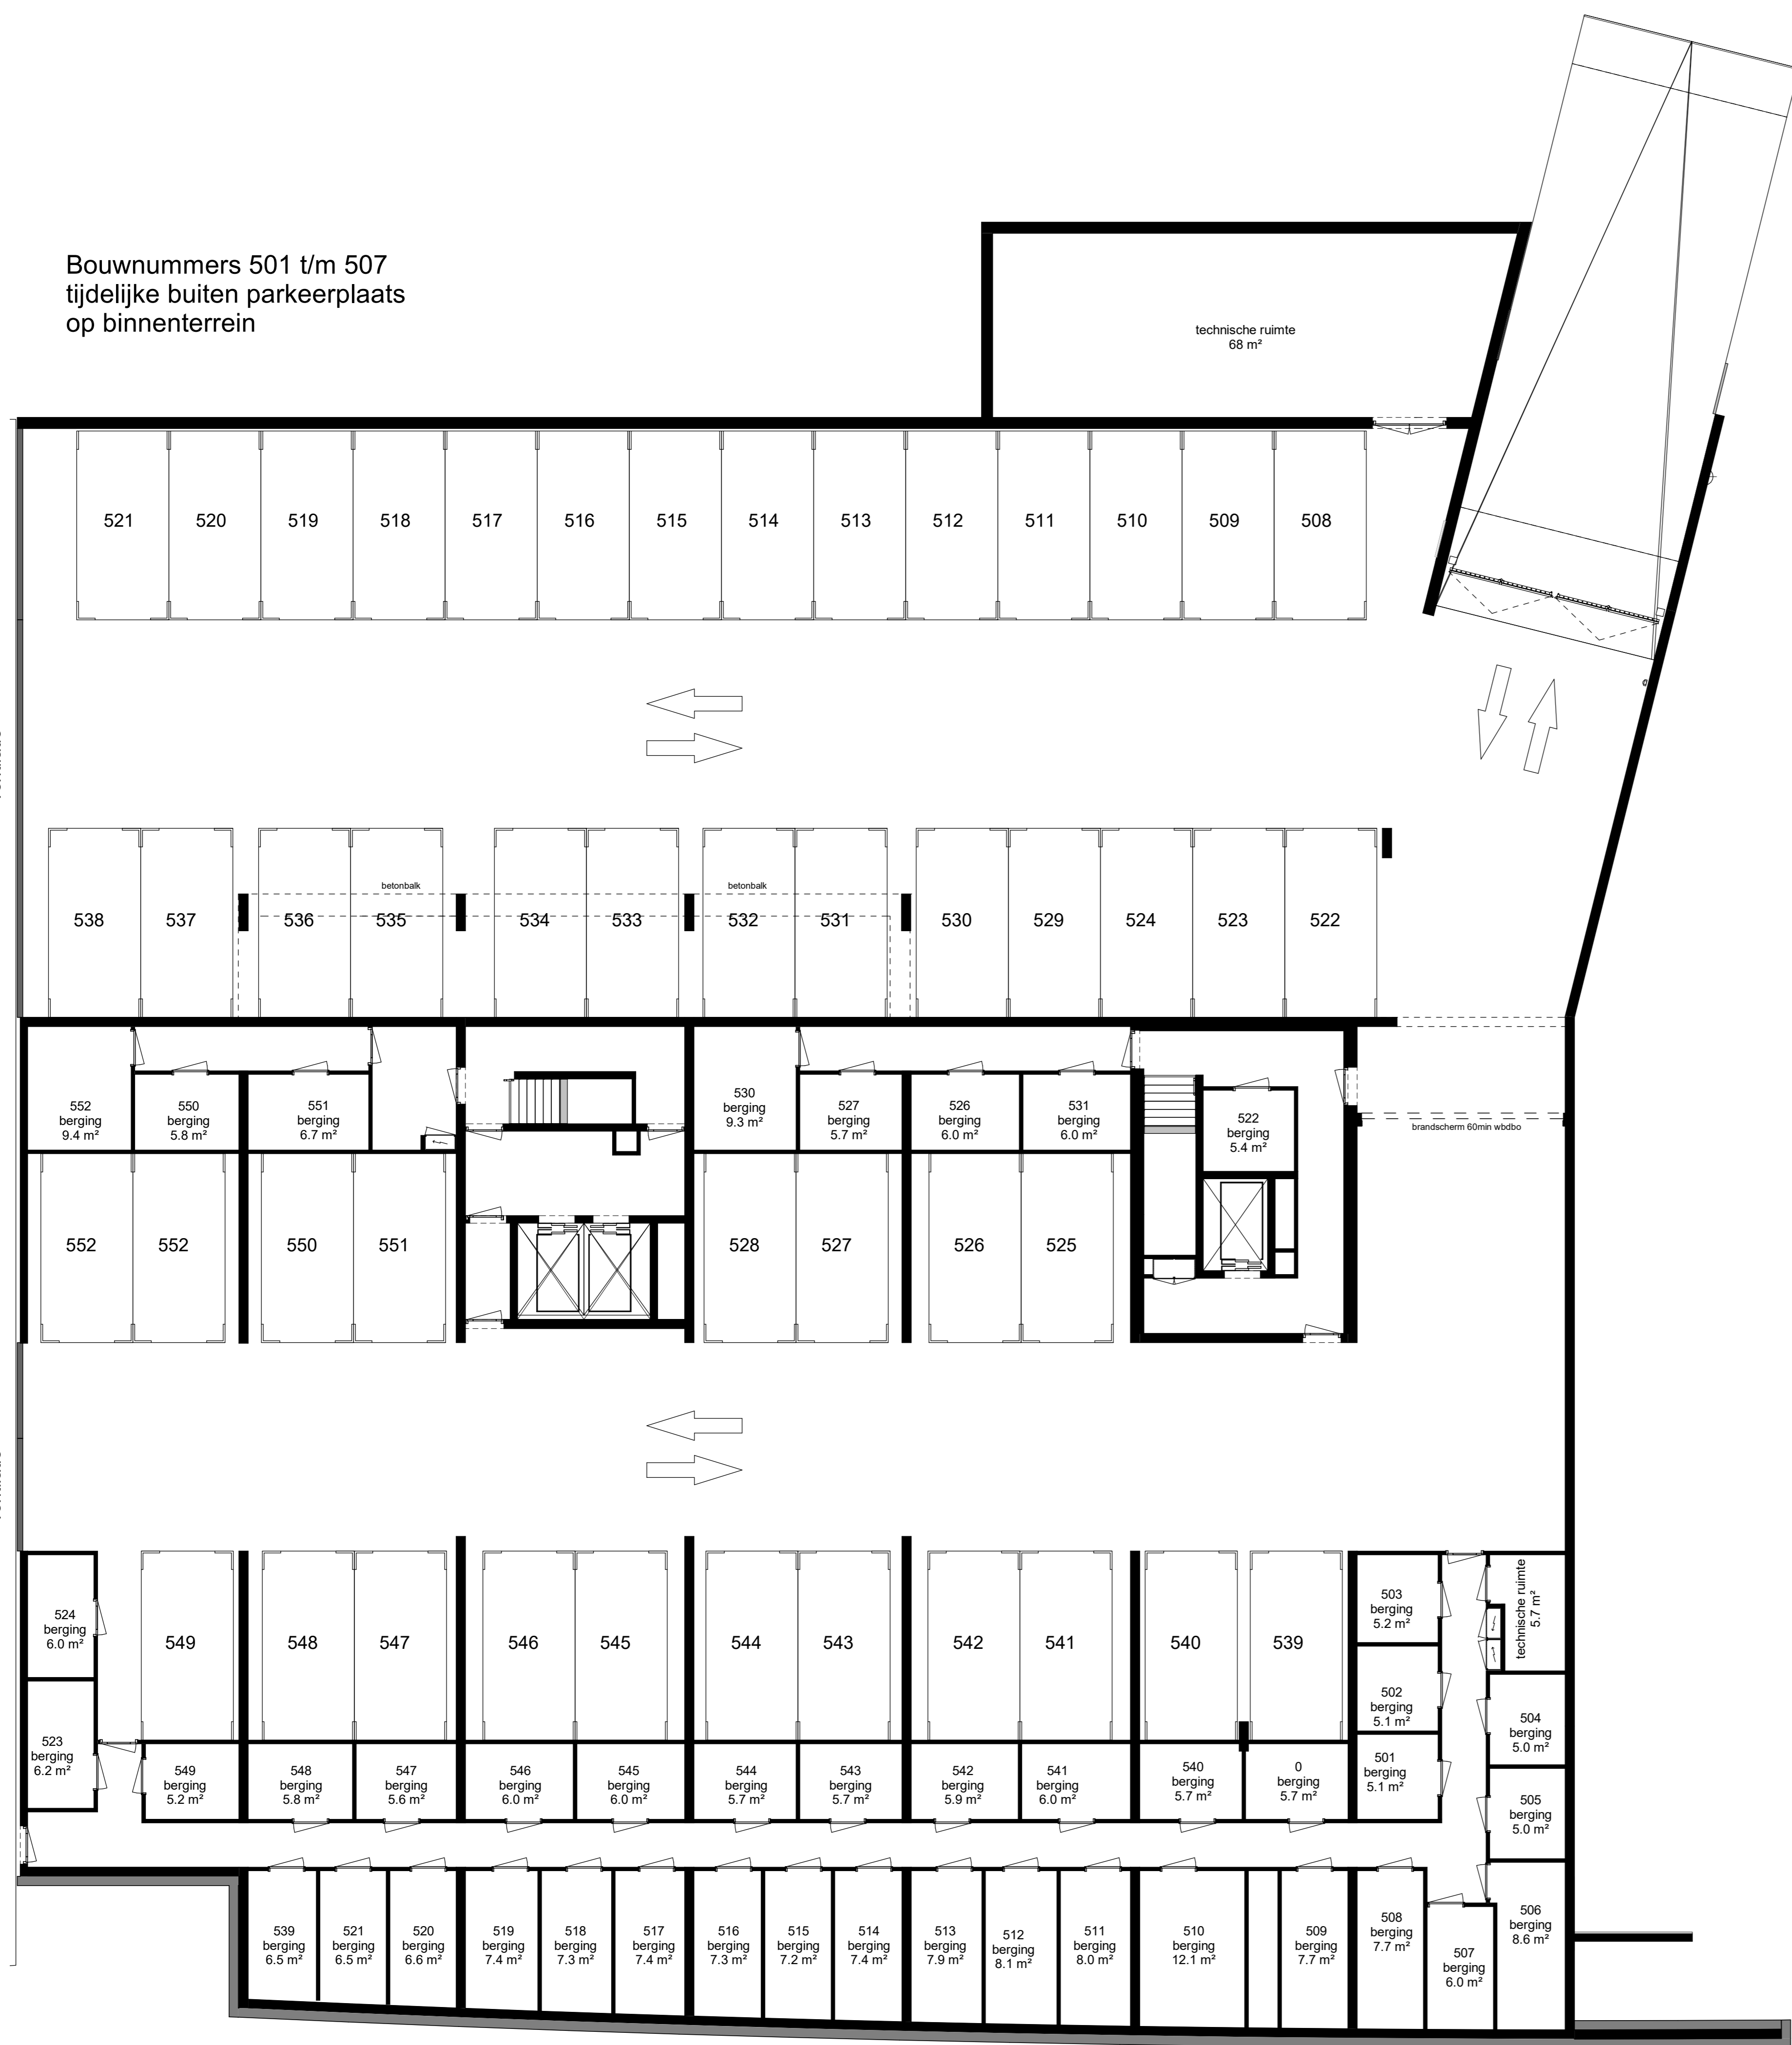 Bouwnummers 501 t/m 507
tijdelijke buiten parkeerplaats
op binnenterrein
technische ruimte
68 m²
521
520
519
518
517
516
515
514
513
512
511
510
509
508
betonbalk
betonbalk
538
537
536
535
534
533
532
531
530
529
524
523
522
552
berging
9.4 m²
550
berging
5.8 m²
551
berging
6.7 m²
530
berging
9.3 m²
527
berging
5.7 m²
526
berging
6.0 m²
531
berging
6.0 m²
522
berging
5.4 m²
brandscherm 60min wbdbo
552
552
550
551
528
527
526
525
524
berging
6.0 m²
549
548
547
546
545
544
543
542
541
540
539
503
berging
5.2 m²
technische ruimte
5.7 m²
502
berging
5.1 m²
504
berging
5.0 m²
523
berging
6.2 m²
549
berging
5.2 m²
548
berging
5.8 m²
547
berging
5.6 m²
546
berging
6.0 m²
545
berging
6.0 m²
544
berging
5.7 m²
543
berging
5.7 m²
542
berging
5.9 m²
541
berging
6.0 m²
540
berging
5.7 m²
0
berging
5.7 m²
501
berging
5.1 m²
505
berging
5.0 m²
539
berging
6.5 m²
521
berging
6.5 m²
520
berging
6.6 m²
519
berging
7.4 m²
518
berging
7.3 m²
517
berging
7.4 m²
516
berging
7.3 m²
515
berging
7.2 m²
514
berging
7.4 m²
513
berging
7.9 m²
512
berging
8.1 m²
511
berging
8.0 m²
510
berging
12.1 m²
509
berging
7.7 m²
508
berging
7.7 m²
507
berging
6.0 m²
506
berging
8.6 m²